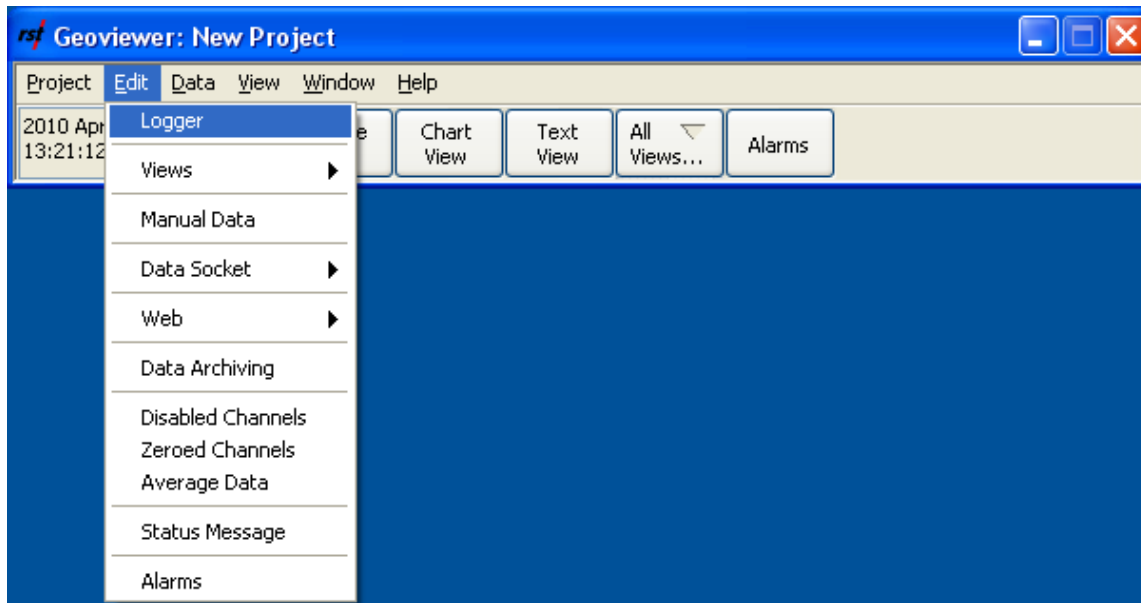 rst Geoviewer: New Project
Project Edit Data View Window Help
2010 Apr
13:21:12
Chart
View
Text
View
All
Views...
Alarms
Logger
Views
Manual Data
Data Socket
Web
Data Archiving
Disabled Channels
Zeroed Channels
Average Data
Status Message
Alarms